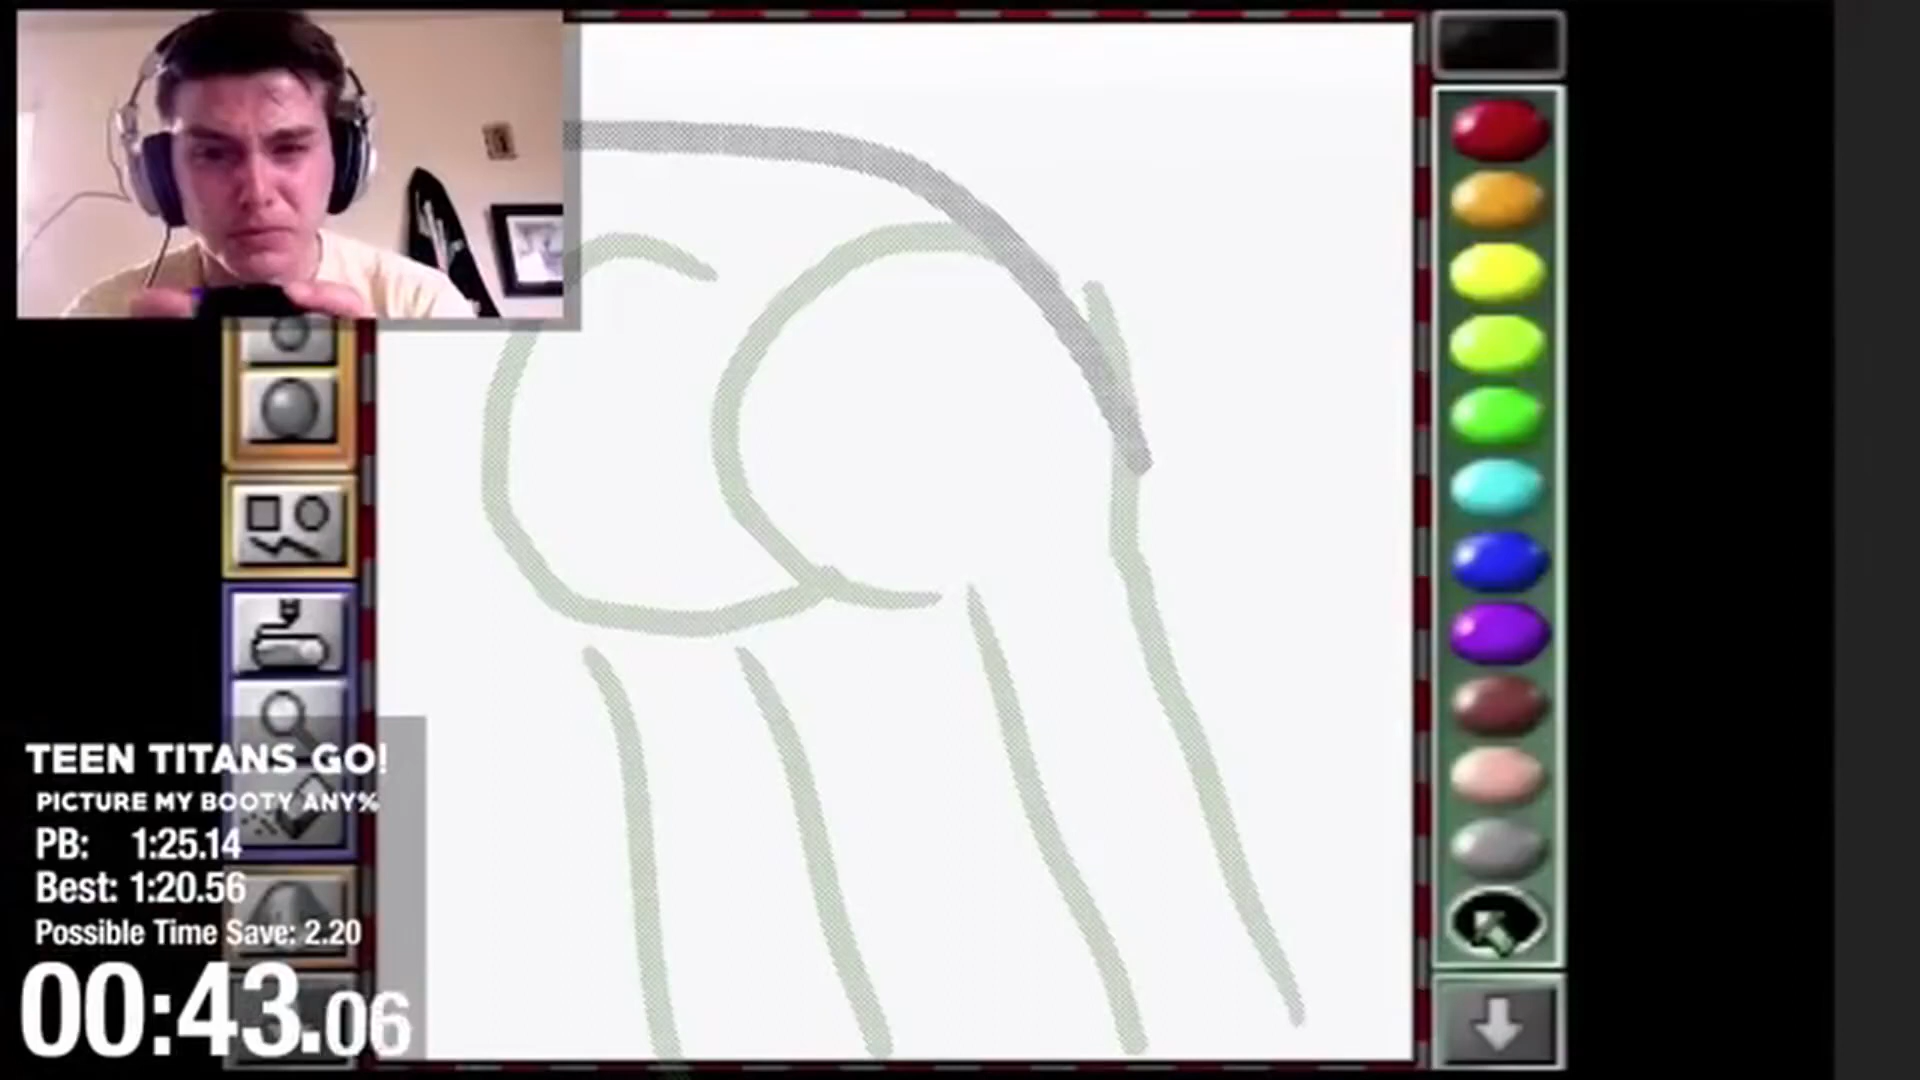 TEEN TITANS GO!
PICTURE MY BOOTY ANY%
PB: 1:25.14
Best: 1:20.56
Possible Time Save: 2.20
00:43.06